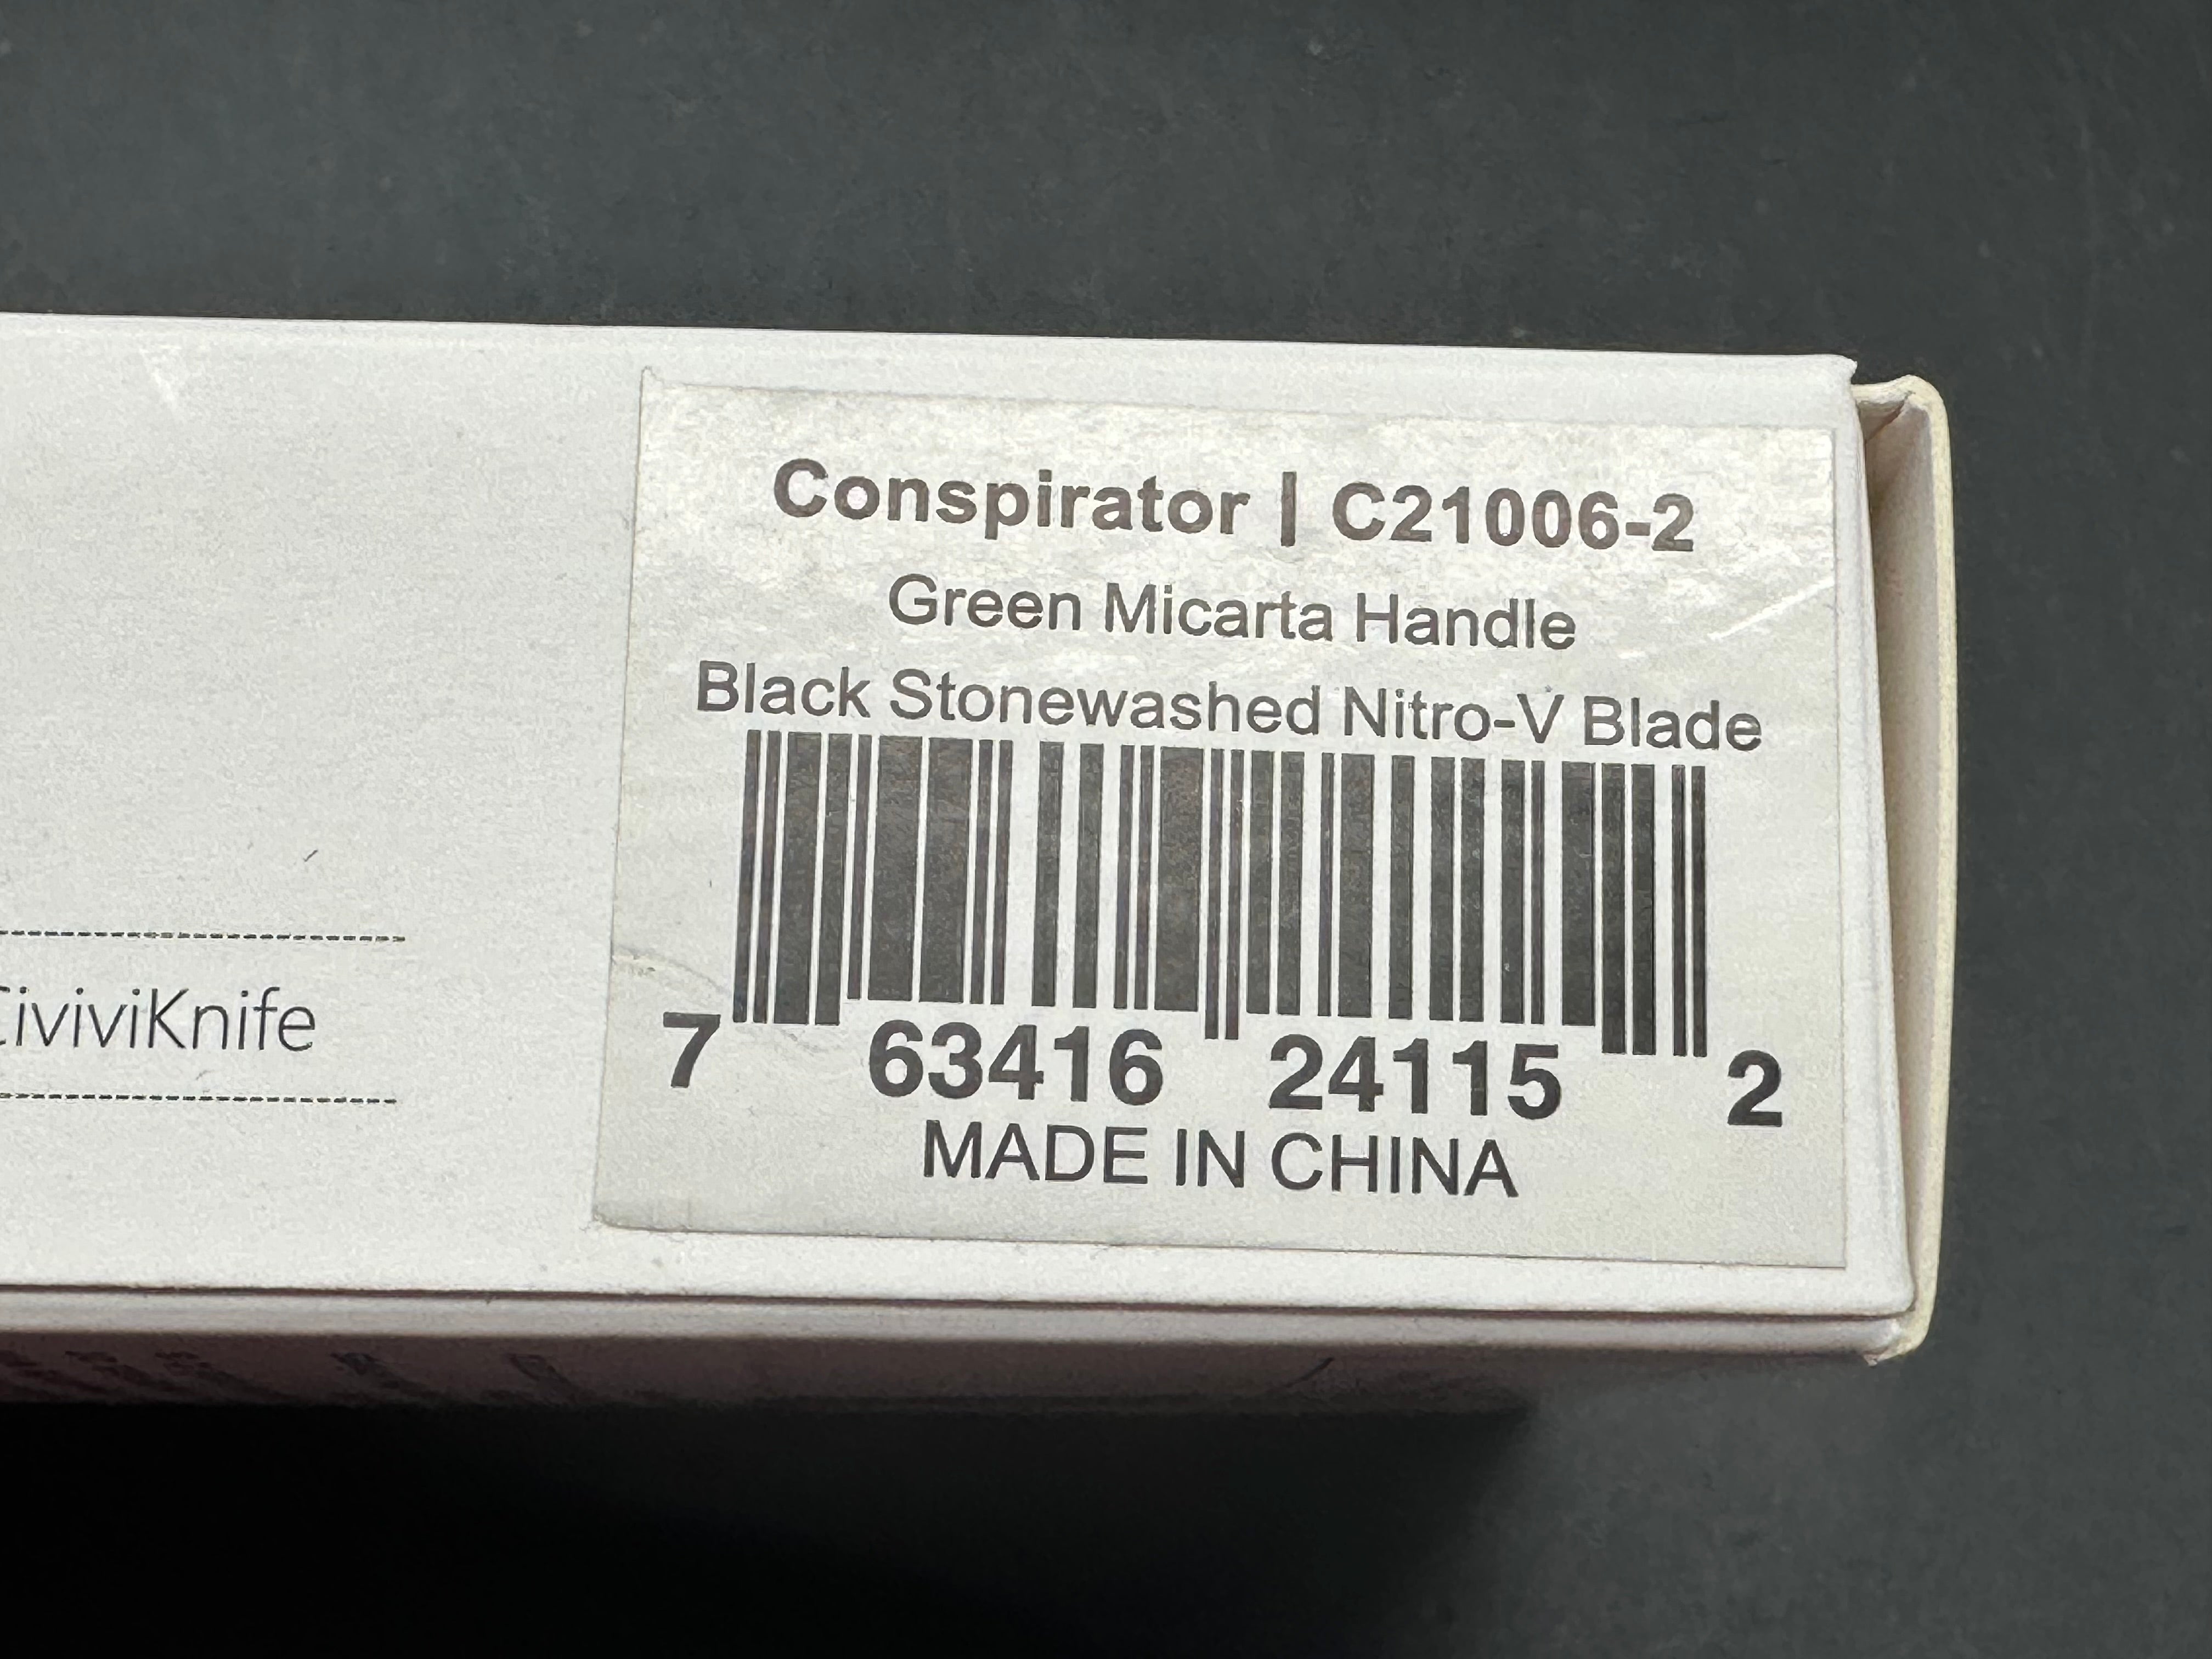 Conspirator | C21006-2
Green Micarta Handle
Black Stonewashed Nitro-V Blade
7 63416 24115 2
MADE IN CHINA
CiviviKnife